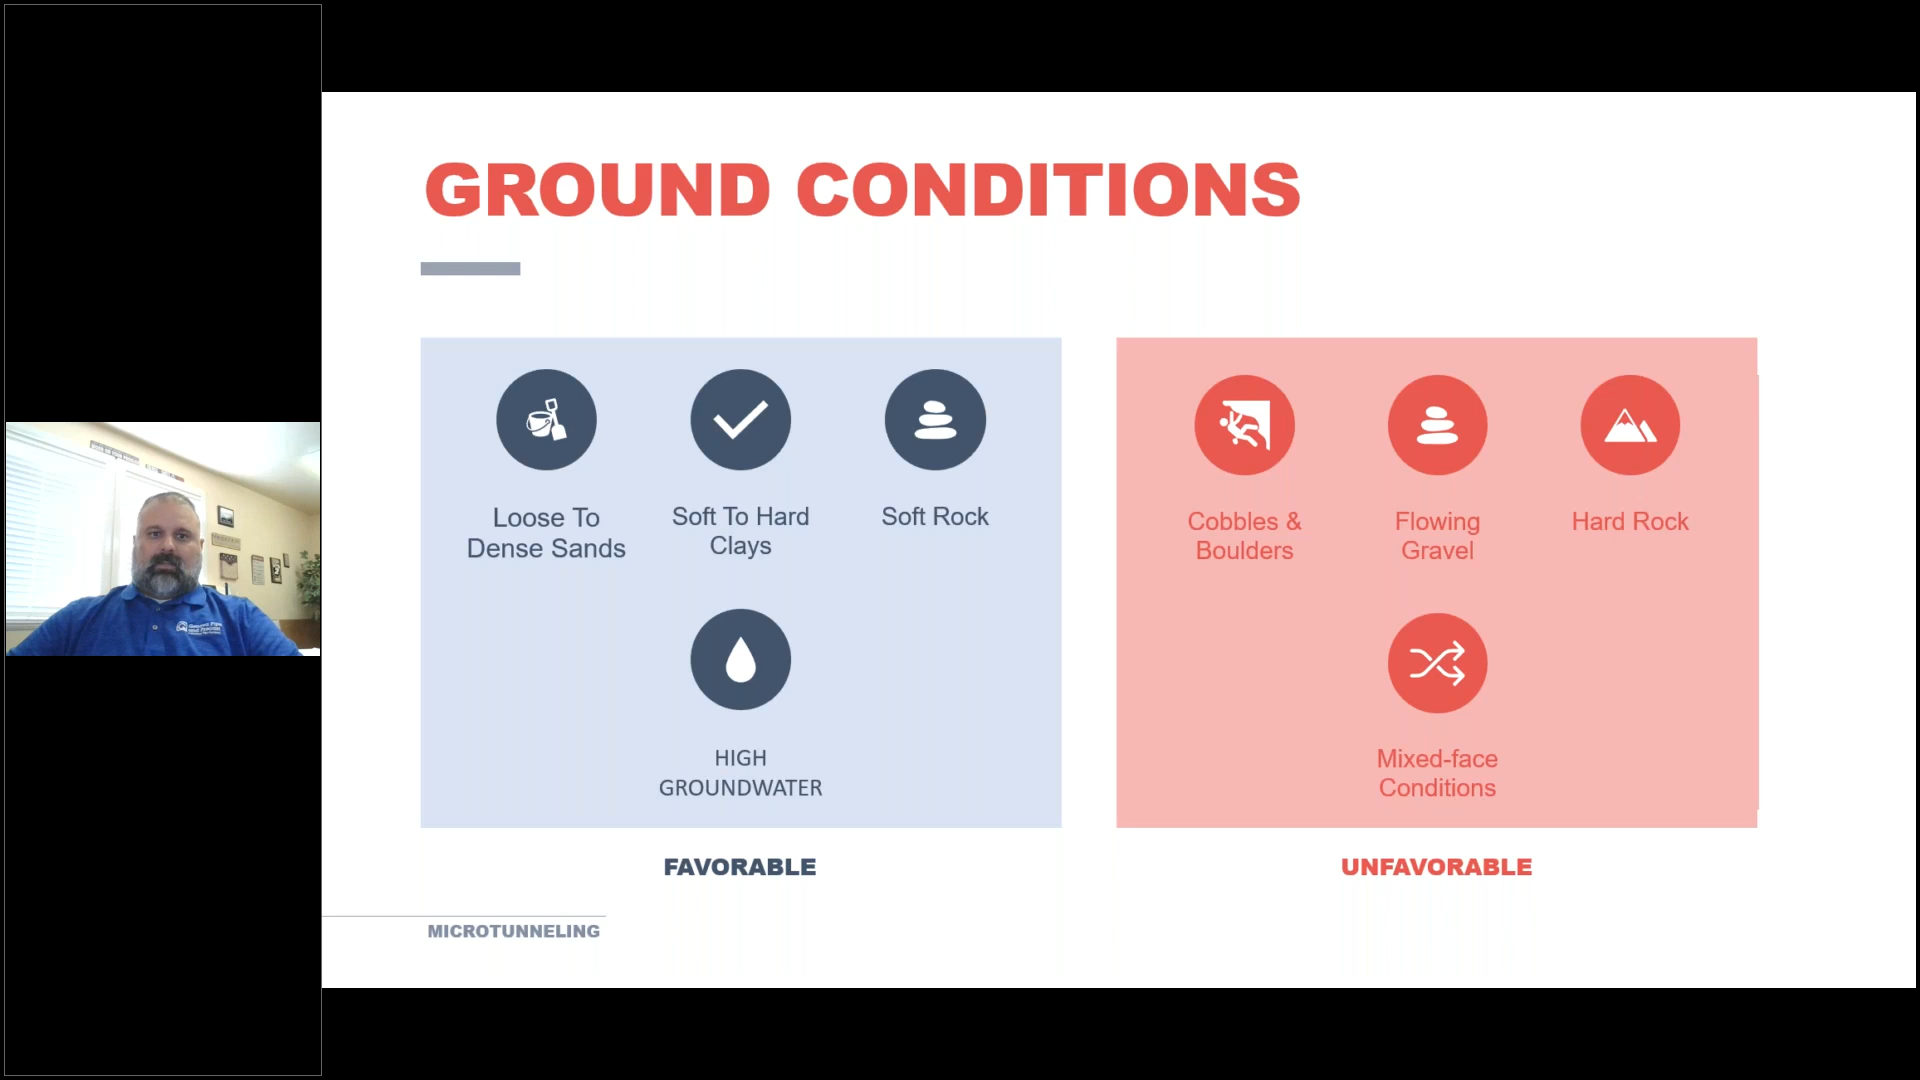 GROUND CONDITIONS
Loose To
Dense Sands
Soft To Hard
Clays
Soft Rock
HIGH
GROUNDWATER
FAVORABLE
Cobbles &
Boulders
Flowing
Gravel
Hard Rock
Mixed-face
Conditions
UNFAVORABLE
MICROTUNNELING